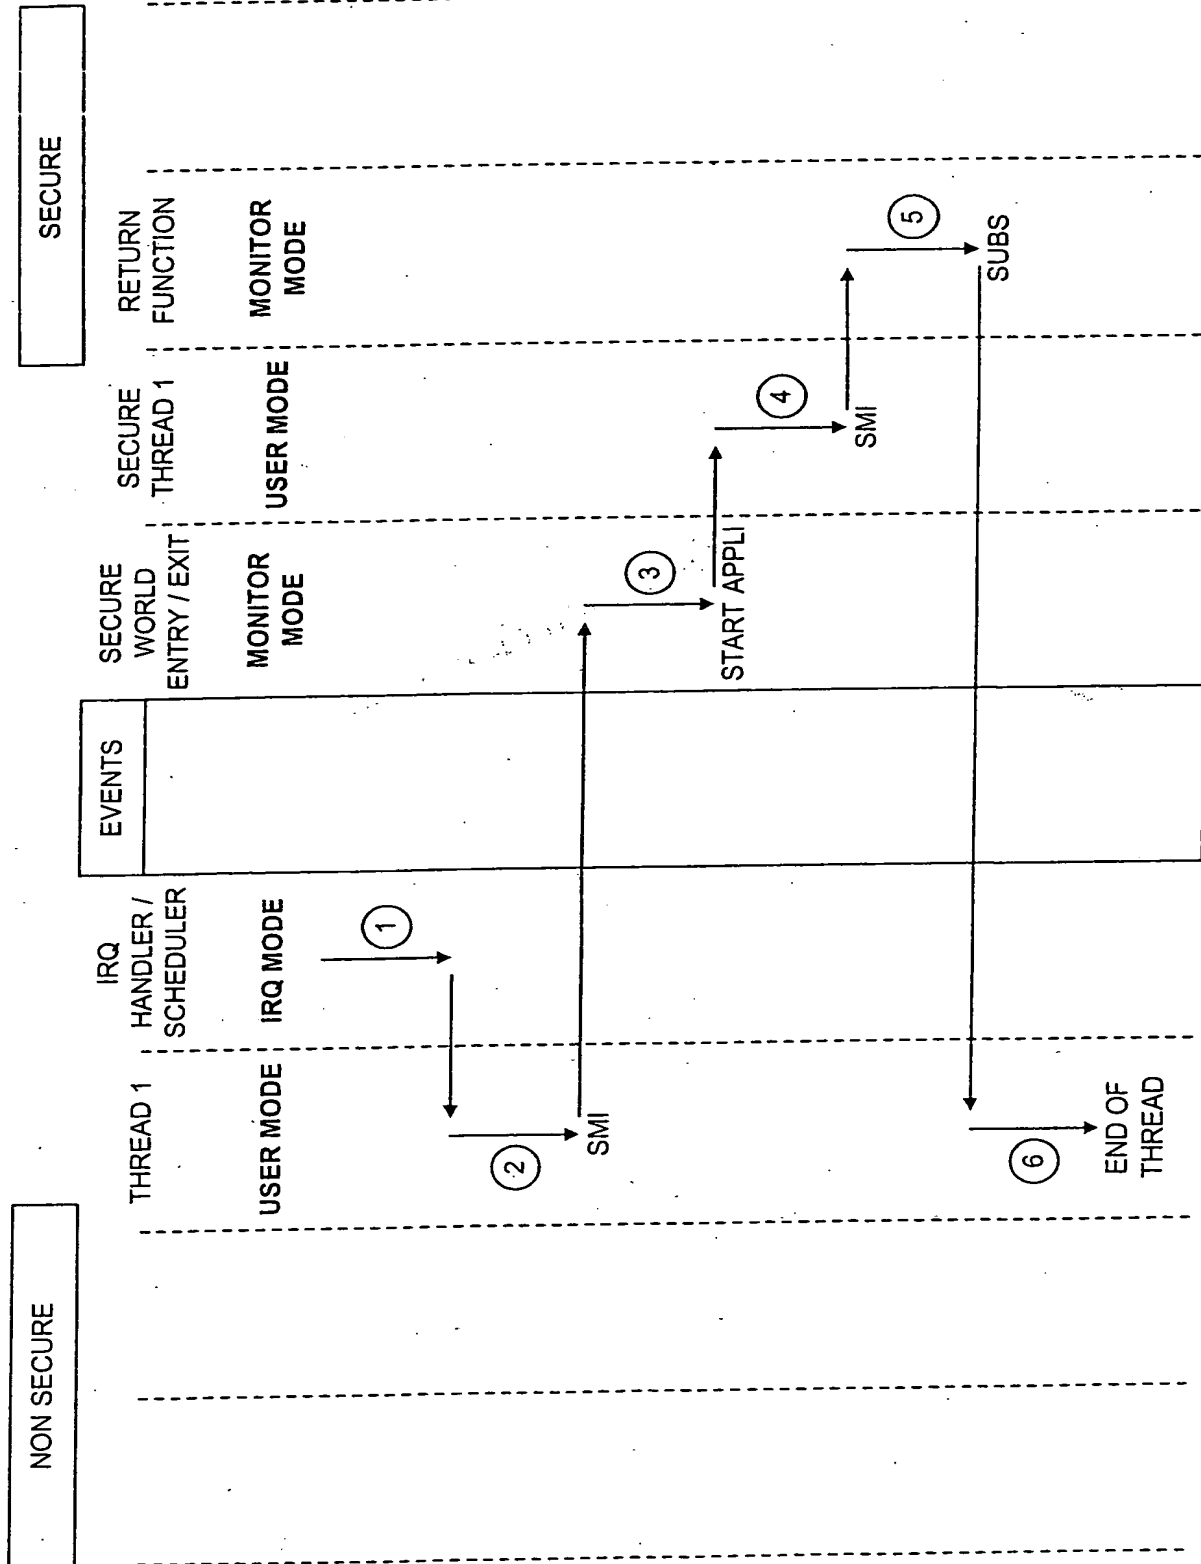 NON SECURE
SECURE
EVENTS
THREAD 1
USER MODE
IRQ
HANDLER /
SCHEDULER
IRQ MODE
SECURE
WORLD
ENTRY / EXIT
MONITOR
MODE
SECURE
THREAD 1
USER MODE
RETURN
FUNCTION
MONITOR
MODE
1
2
SMI
3
START APPLI
4
SMI
5
SUBS
6
END OF
THREAD